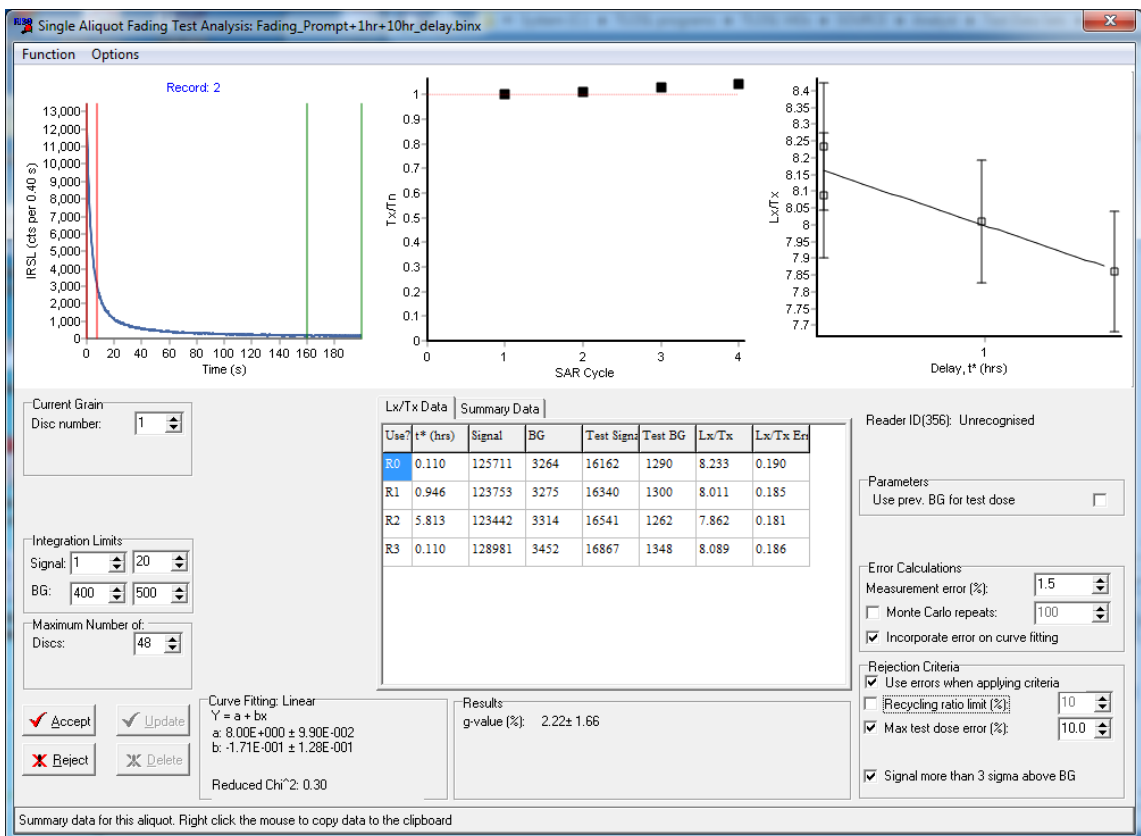 Single Aliquot Fading Test Analysis: Fading_Prompt+1hr+10hr_delay.binx
Function Options
Record: 2
13,000
12,000
11,000
10,000
9,000
8,000
7,000
6,000
5,000
4,000
3,000
2,000
1,000
0
IRSL (cts per 0.40 s)
0 20 40 60 80 100 120 140 160 180
Time (s)
1
0.9
0.8
0.7
0.6
0.5
0.4
0.3
0.2
0.1
0
Tx/Tn
0 1 2 3 4
SAR Cycle
8.4
8.35
8.3
8.25
8.2
8.15
8.1
8.05
8
7.95
7.9
7.85
7.8
7.75
7.7
Lx/Tx
1
Delay, t* (hrs)
Current Grain
Disc number: 1
Integration Limits
Signal: 1 20
BG: 400 500
Maximum Number of:
Discs: 48
Accept Update
Reject Delete
Lx/Tx Data Summary Data
Use? t* (hrs) Signal BG Test Signa Test BG Lx/Tx Lx/Tx Err
R0 0.110 125711 3264 16162 1290 8.233 0.190
R1 0.946 123753 3275 16340 1300 8.011 0.185
R2 5.813 123442 3314 16541 1262 7.862 0.181
R3 0.110 128981 3452 16867 1348 8.089 0.186
Curve Fitting: Linear
Y = a + bx
a: 8.00E+000 ± 9.90E-002
b: -1.71E-001 ± 1.28E-001
Reduced Chi^2: 0.30
Results
g-value (%): 2.22± 1.66
Reader ID(356): Unrecognised
Parameters
Use prev. BG for test dose
Error Calculations
Measurement error (%): 1.5
Monte Carlo repeats: 100
Incorporate error on curve fitting
Rejection Criteria
Use errors when applying criteria
Recycling ratio limit (%): 10
Max test dose error (%): 10.0
Signal more than 3 sigma above BG
Summary data for this aliquot. Right click the mouse to copy data to the clipboard